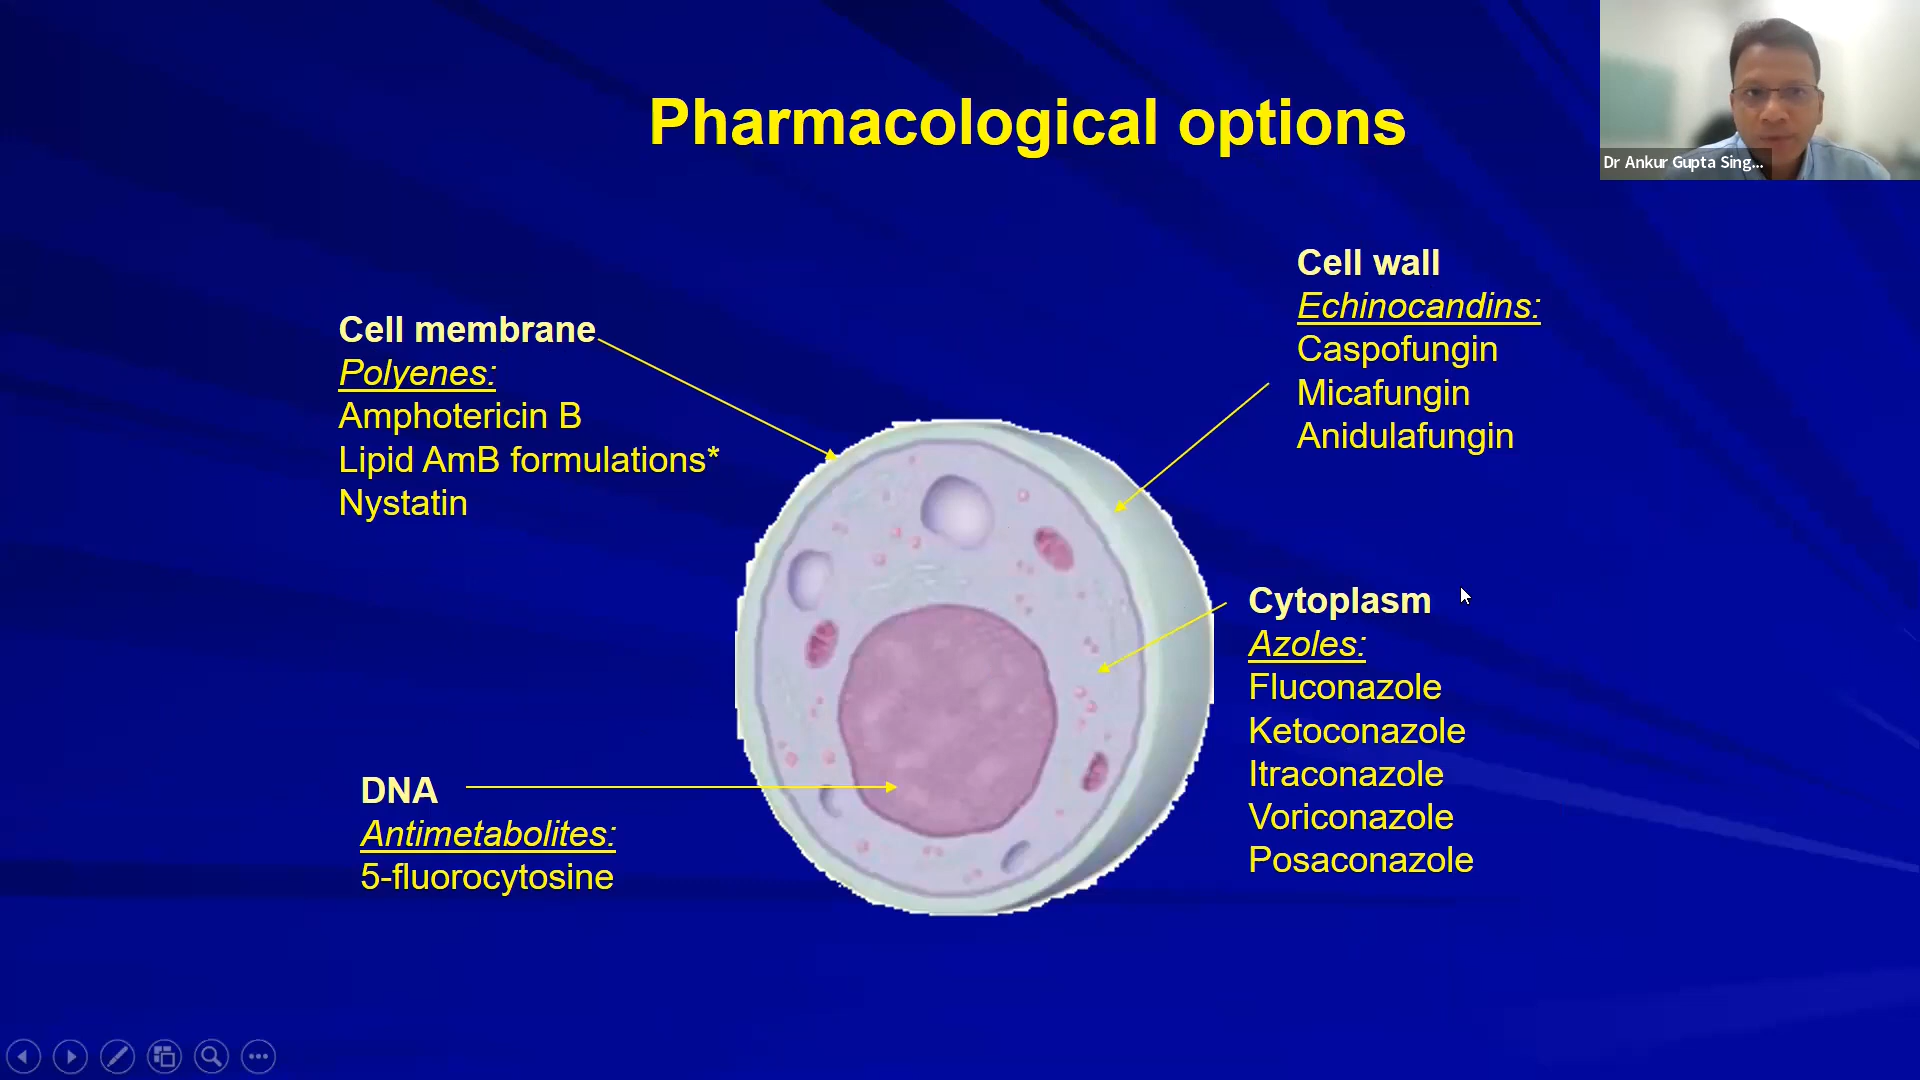 Pharmacological options
Dr Ankur Gupta Sing...
Cell membrane
Polyenes:
Amphotericin B
Lipid AmB formulations*
Nystatin
Cell wall
Echinocandins:
Caspofungin
Micafungin
Anidulafungin
Cytoplasm
Azoles:
Fluconazole
Ketoconazole
Itraconazole
Voriconazole
Posaconazole
DNA
Antimetabolites:
5-fluorocytosine